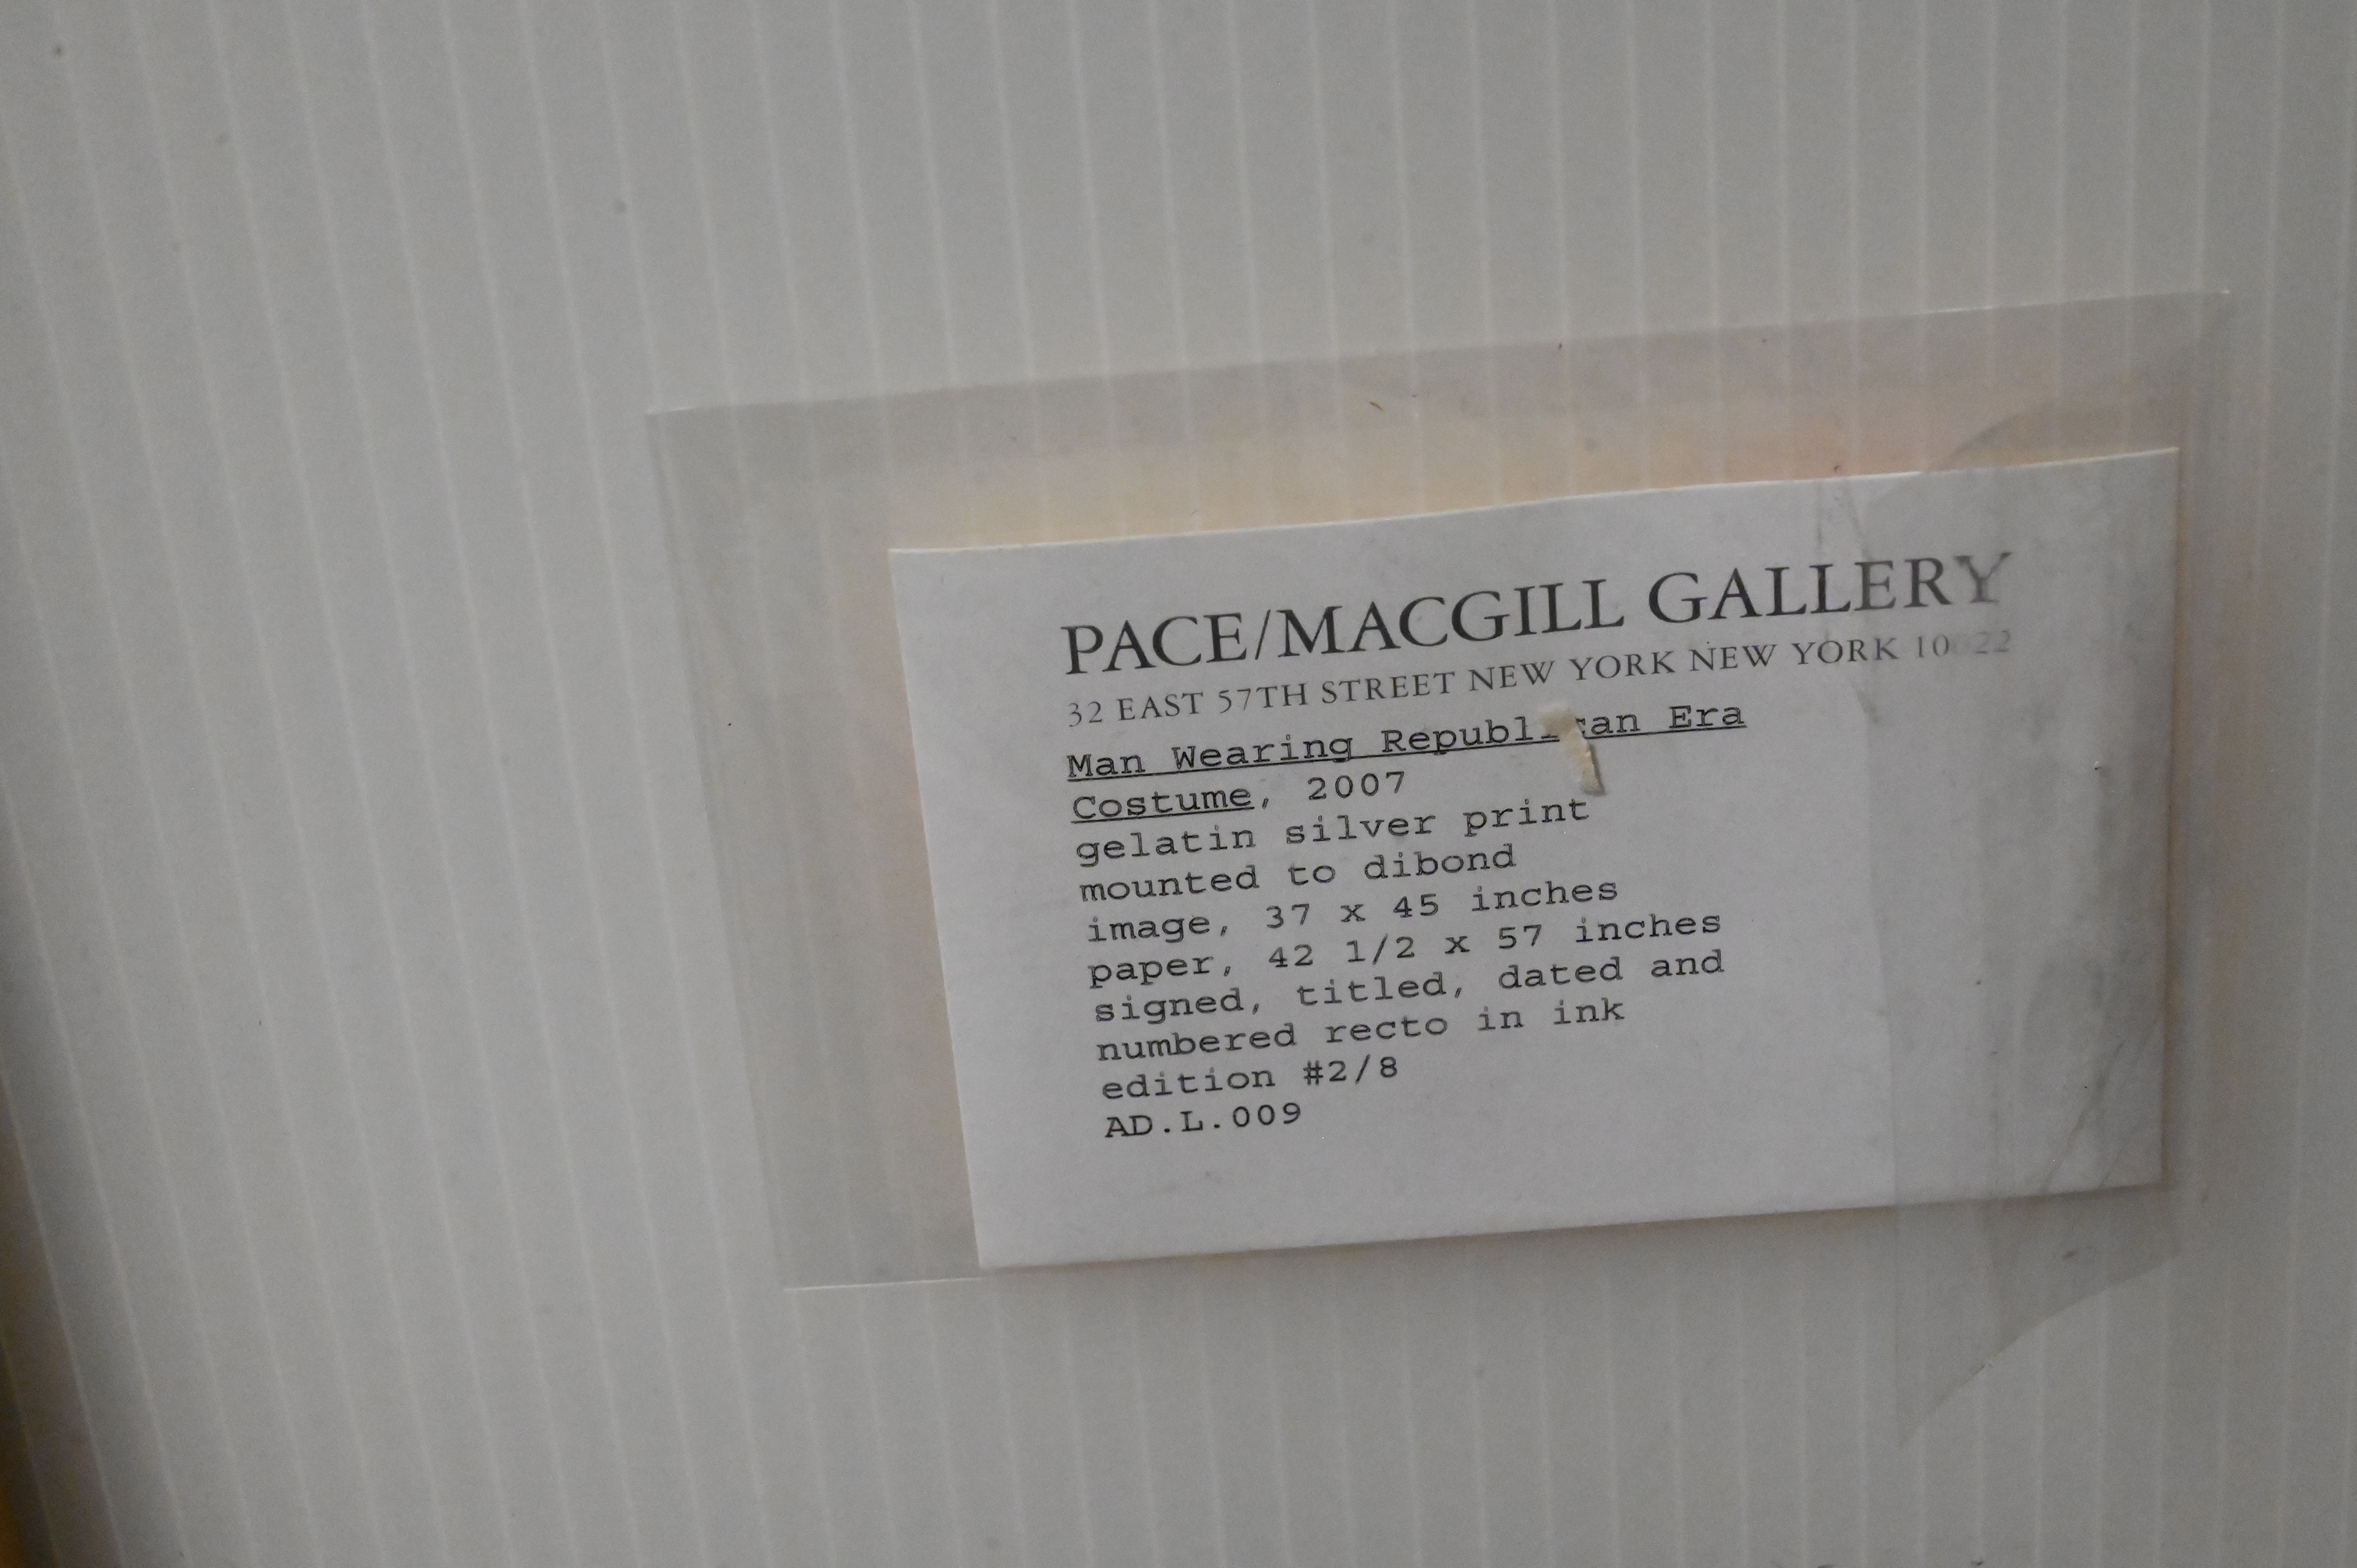 PACE/MACGILL GALLERY
32 EAST 57TH STREET NEW YORK NEW YORK 10022
Man Wearing Republican Era
Costume, 2007
gelatin silver print
mounted to dibond
image, 37 x 45 inches
paper, 42 1/2 x 57 inches
signed, titled, dated and
numbered recto in ink
edition #2/8
AD.L.009